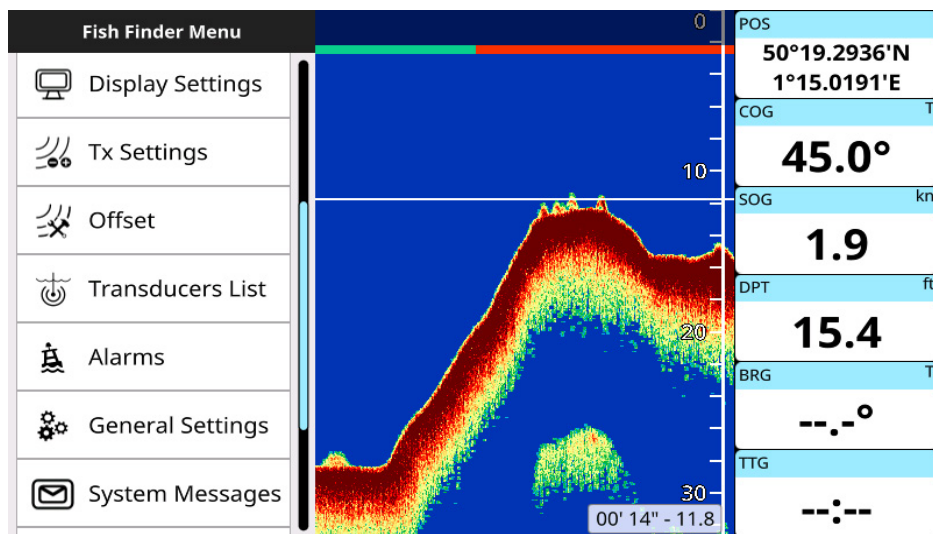 Fish Finder Menu
Display Settings
Tx Settings
Offset
Transducers List
Alarms
General Settings
System Messages
0
10
20
30
00' 14" - 11.8
POS
50°19.2936'N
1°15.0191'E
COG T
45.0°
SOG kn
1.9
DPT ft
15.4
BRG T
--.-°
TTG
--:--